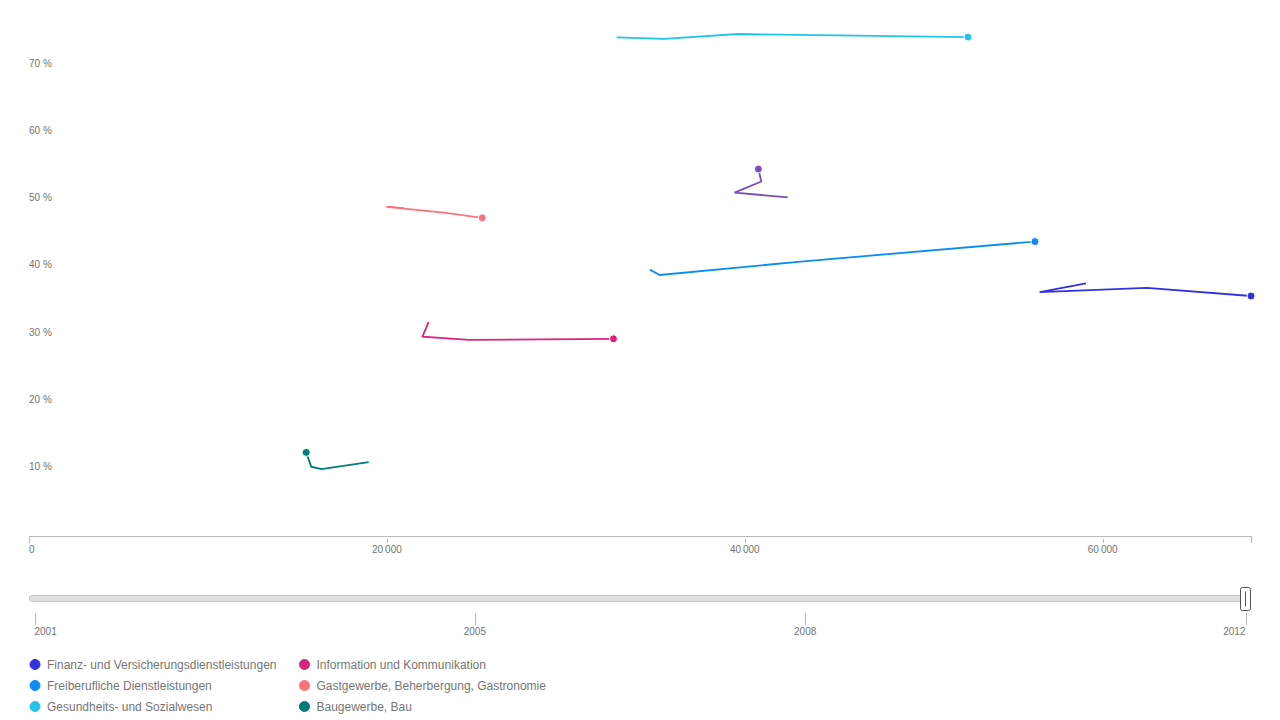 70 %
60 %
50 %
40 %
30 %
20 %
10 %
0 20 000 40 000 60 000
2001 2005 2008 2012
Finanz- und Versicherungsdienstleistungen
Freiberufliche Dienstleistungen
Gesundheits- und Sozialwesen
Information und Kommunikation
Gastgewerbe, Beherbergung, Gastronomie
Baugewerbe, Bau